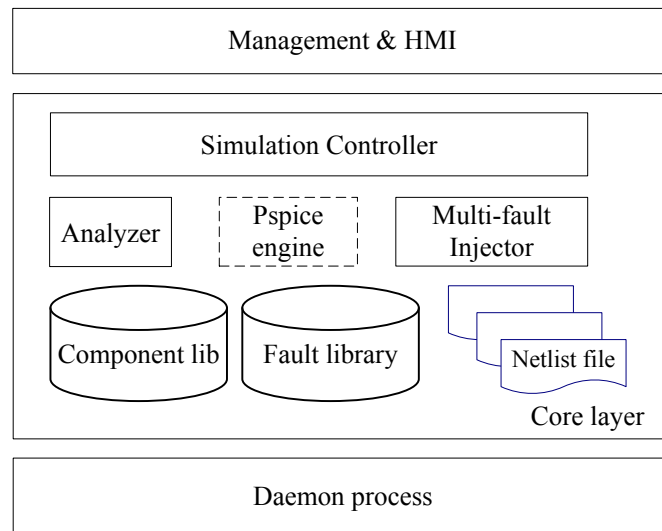 Management & HMI
Simulation Controller
Analyzer
Pspice
engine
Multi-fault
Injector
Component lib
Fault library
Netlist file
Core layer
Daemon process